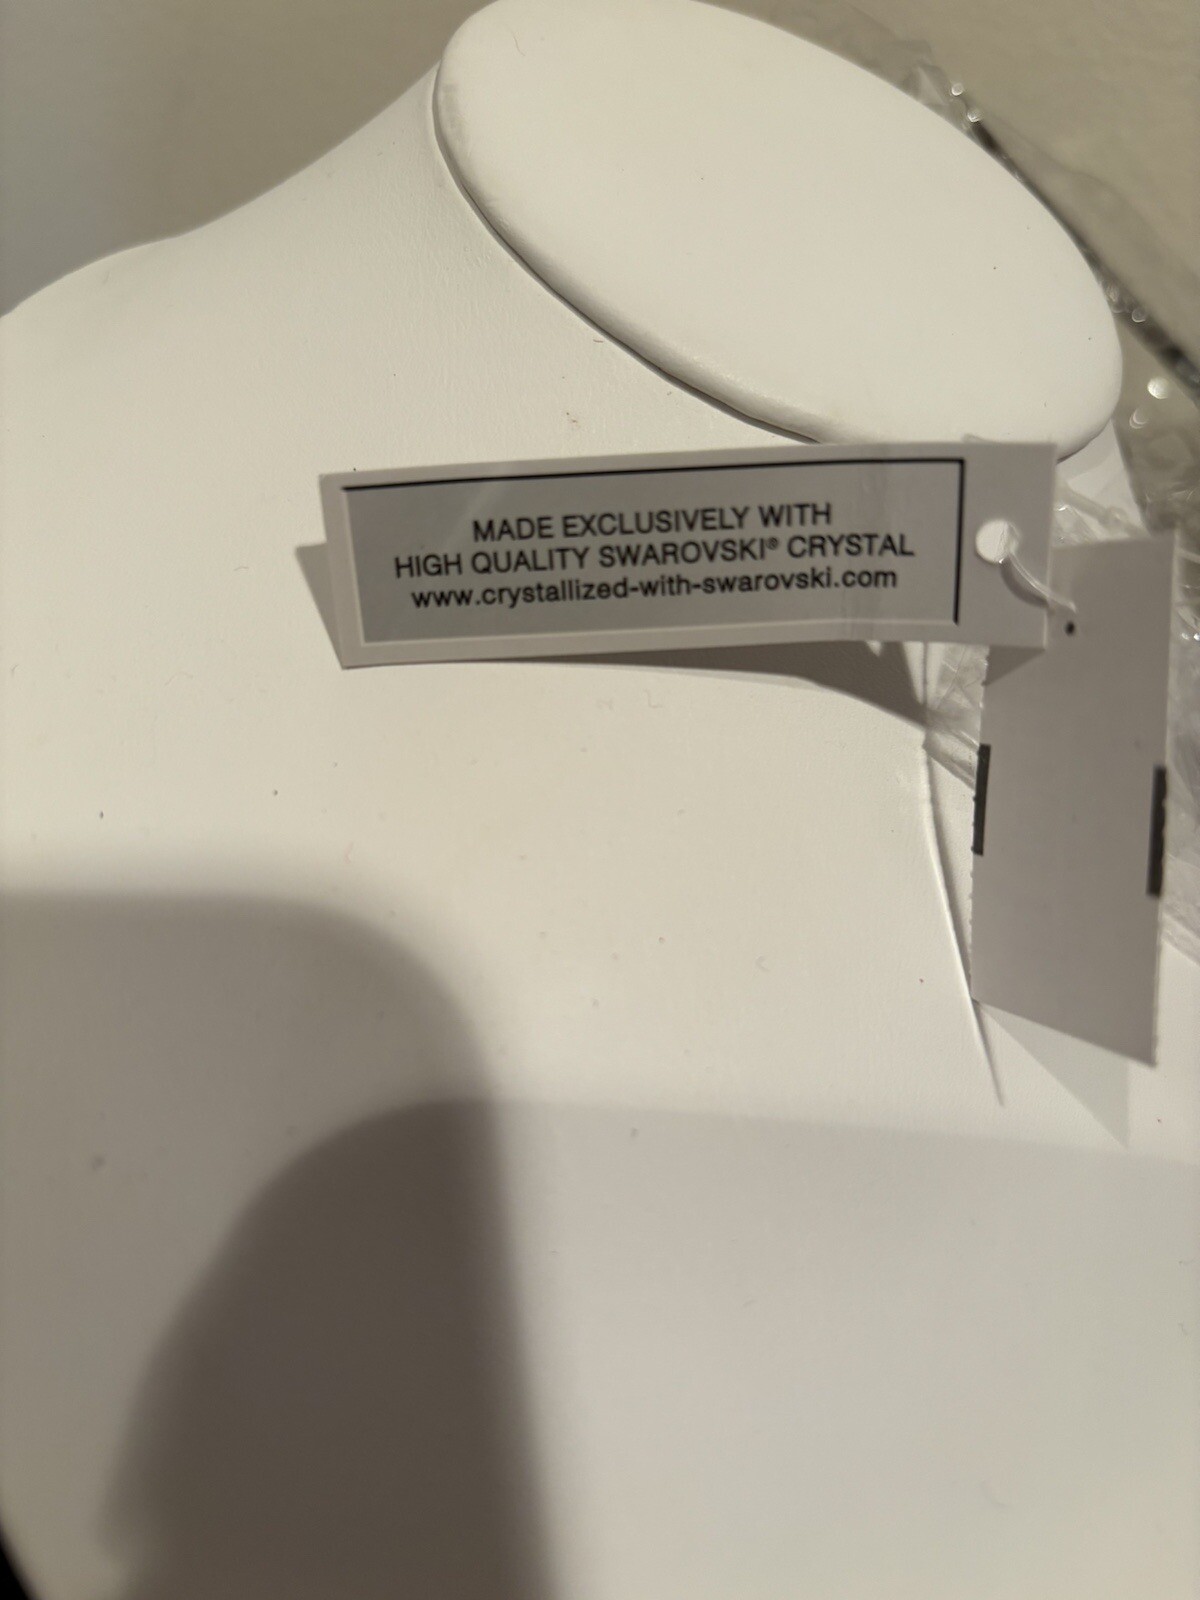 MADE EXCLUSIVELY WITH
HIGH QUALITY SWAROVSKI® CRYSTAL
www.crystallized-with-swarovski.com